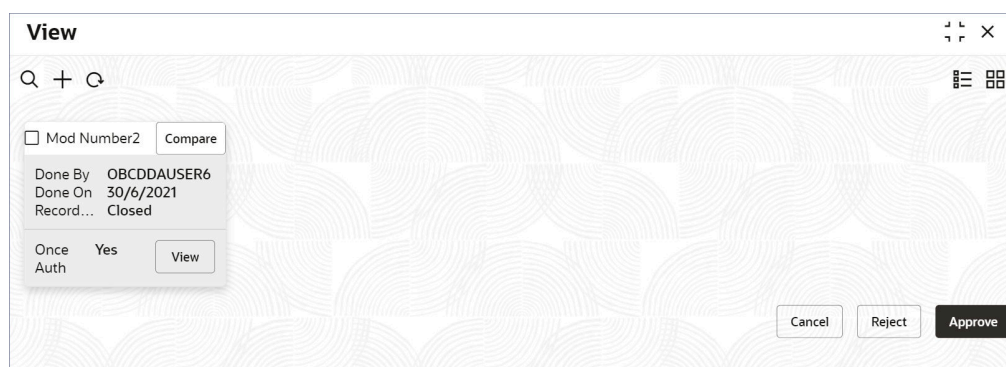 View
Mod Number2 Compare
Done By OBCDDAUSER6
Done On 30/6/2021
Record... Closed
Once Auth Yes View
Cancel Reject Approve